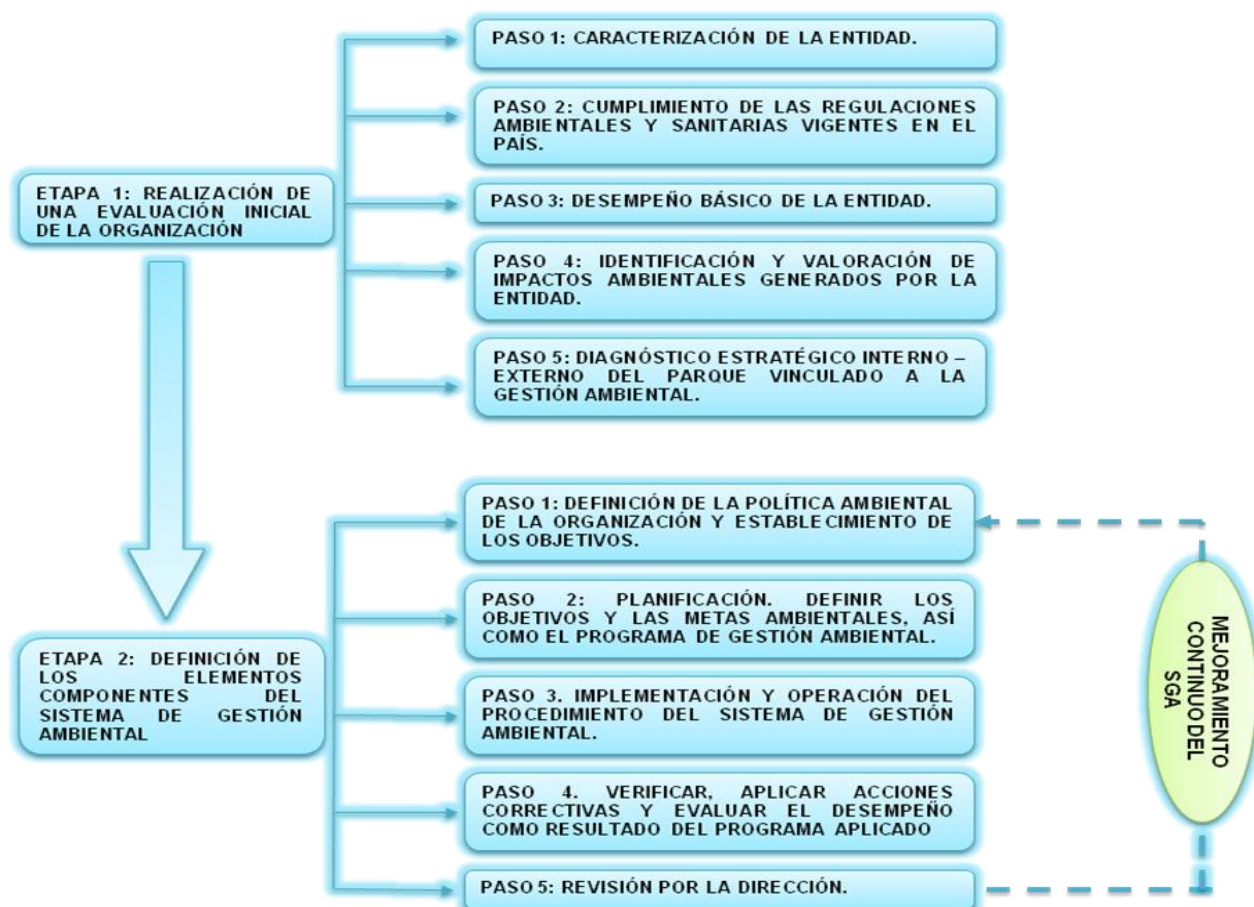 PASO 1: CARACTERIZACIÓN DE LA ENTIDAD.
PASO 2: CUMPLIMIENTO DE LAS REGULACIONES
AMBIENTALES Y SANITARIAS VIGENTES EN EL
PAÍS.
ETAPA 1: REALIZACIÓN DE
UNA EVALUACIÓN INICIAL
DE LA ORGANIZACIÓN
PASO 3: DESEMPEÑO BÁSICO DE LA ENTIDAD.
PASO 4: IDENTIFICACIÓN Y VALORACIÓN DE
IMPACTOS AMBIENTALES GENERADOS POR LA
ENTIDAD.
PASO 5: DIAGNÓSTICO ESTRATÉGICO INTERNO –
EXTERNO DEL PARQUE VINCULADO A LA
GESTIÓN AMBIENTAL.
PASO 1: DEFINICIÓN DE LA POLÍTICA AMBIENTAL
DE LA ORGANIZACIÓN Y ESTABLECIMIENTO DE
LOS OBJETIVOS.
PASO 2: PLANIFICACIÓN. DEFINIR LOS
OBJETIVOS Y LAS METAS AMBIENTALES, ASÍ
COMO EL PROGRAMA DE GESTIÓN AMBIENTAL.
ETAPA 2: DEFINICIÓN DE
LOS ELEMENTOS
COMPONENTES DEL
SISTEMA DE GESTIÓN
AMBIENTAL
PASO 3. IMPLEMENTACIÓN Y OPERACIÓN DEL
PROCEDIMIENTO DEL SISTEMA DE GESTIÓN
AMBIENTAL.
PASO 4. VERIFICAR, APLICAR ACCIONES
CORRECTIVAS Y EVALUAR EL DESEMPEÑO
COMO RESULTADO DEL PROGRAMA APLICADO
PASO 5: REVISIÓN POR LA DIRECCIÓN.
MEJORAMIENTO
CONTINUO DEL
SGA